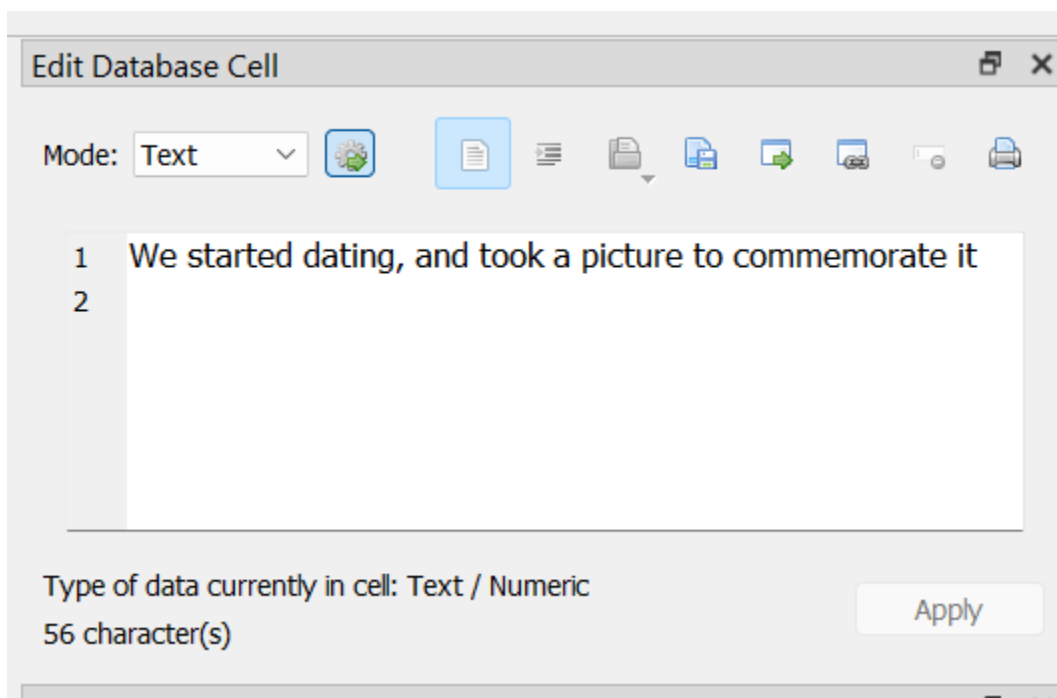 Edit Database Cell
Mode: Text
1 We started dating, and took a picture to commemorate it
2
Type of data currently in cell: Text / Numeric
56 character(s)
Apply